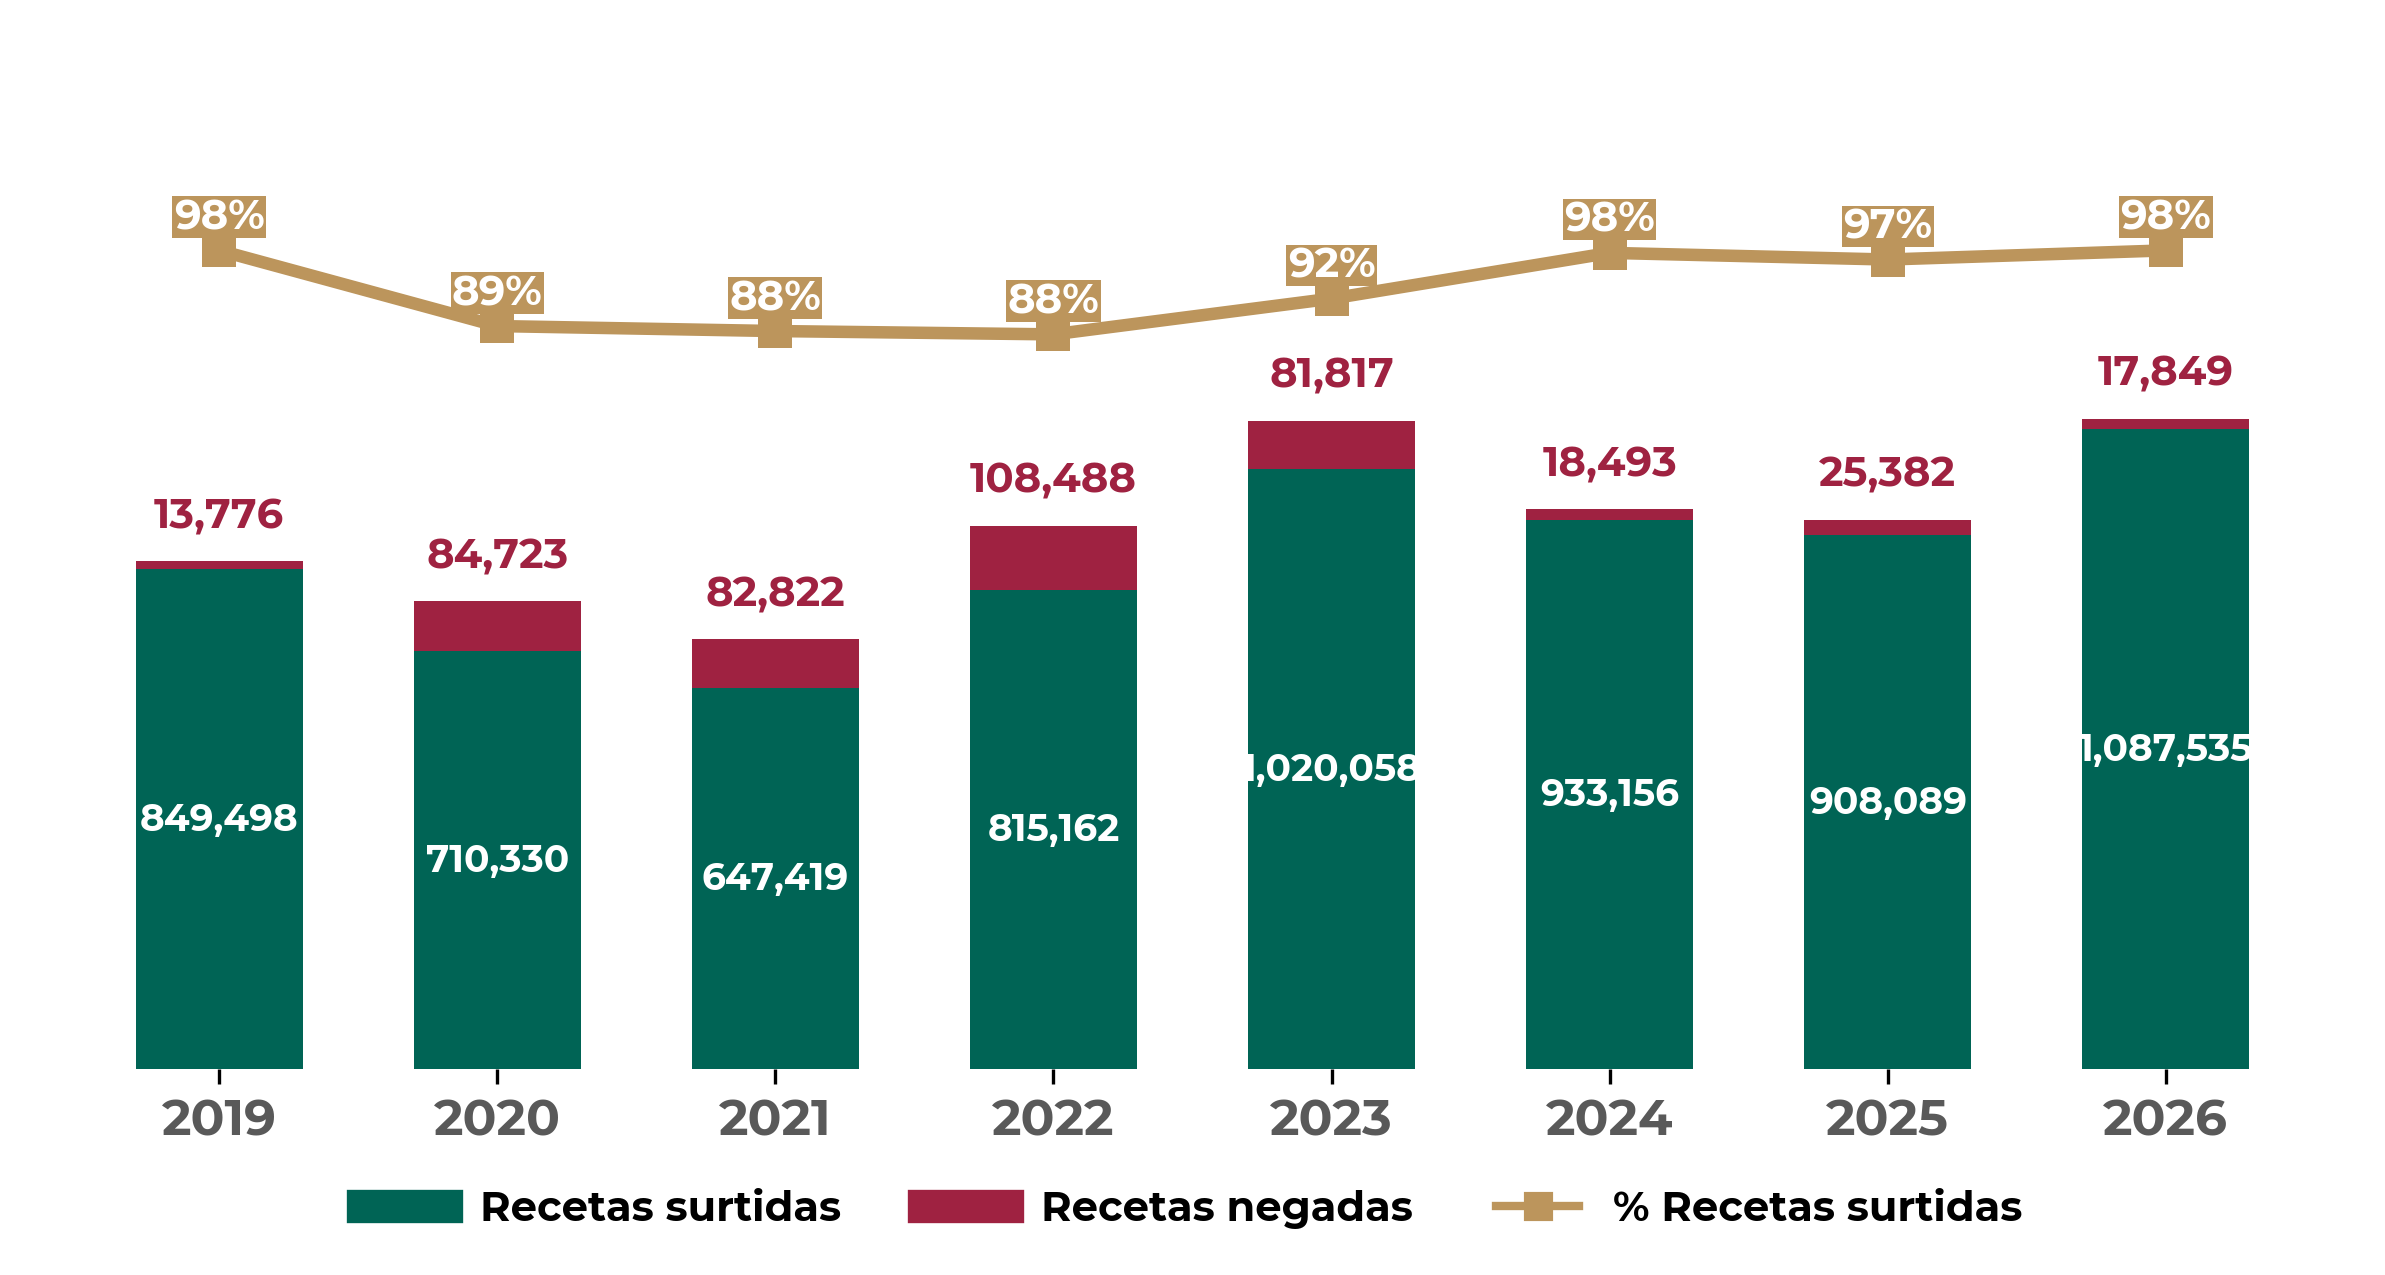 98% 89% 88% 88% 92% 98% 97% 98%
13,776 84,723 82,822 108,488 81,817 18,493 25,382 17,849
849,498 710,330 647,419 815,162 1,020,058 933,156 908,089 1,087,535
2019 2020 2021 2022 2023 2024 2025 2026
Recetas surtidas Recetas negadas % Recetas surtidas